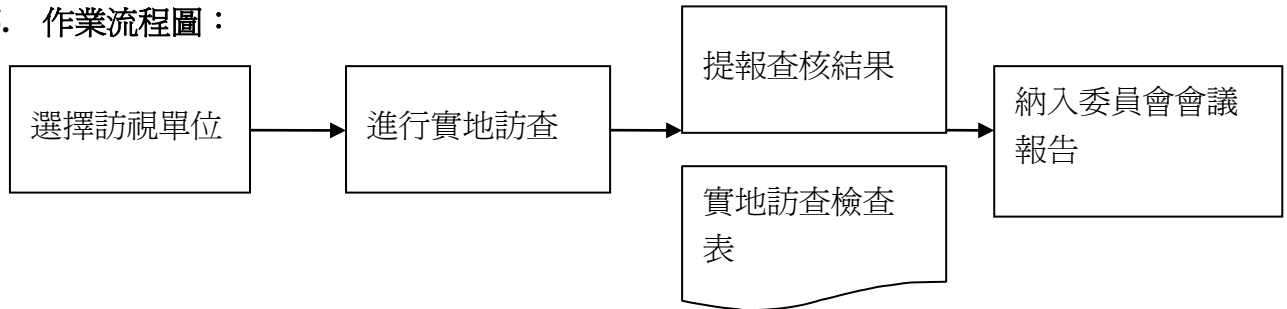 . 作業流程圖：
選擇訪視單位
進行實地訪查
提報查核結果
實地訪查檢查
表
納入委員會會議
報告